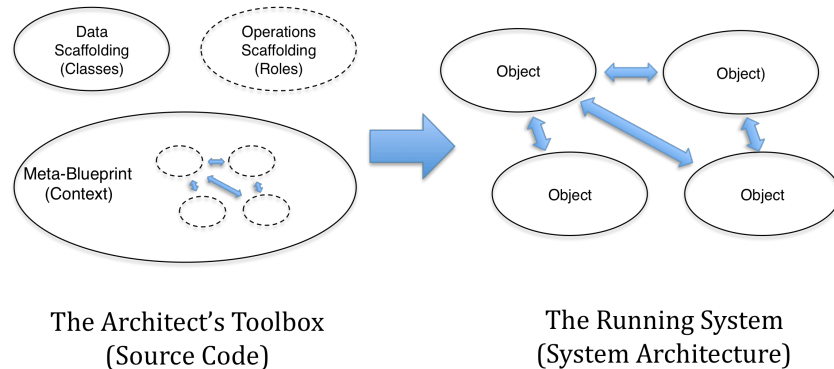 Data
Scaffolding
(Classes)
Operations
Scaffolding
(Roles)
Meta-Blueprint
(Context)
Object
Object)
Object
Object
The Architect’s Toolbox
(Source Code)
The Running System
(System Architecture)